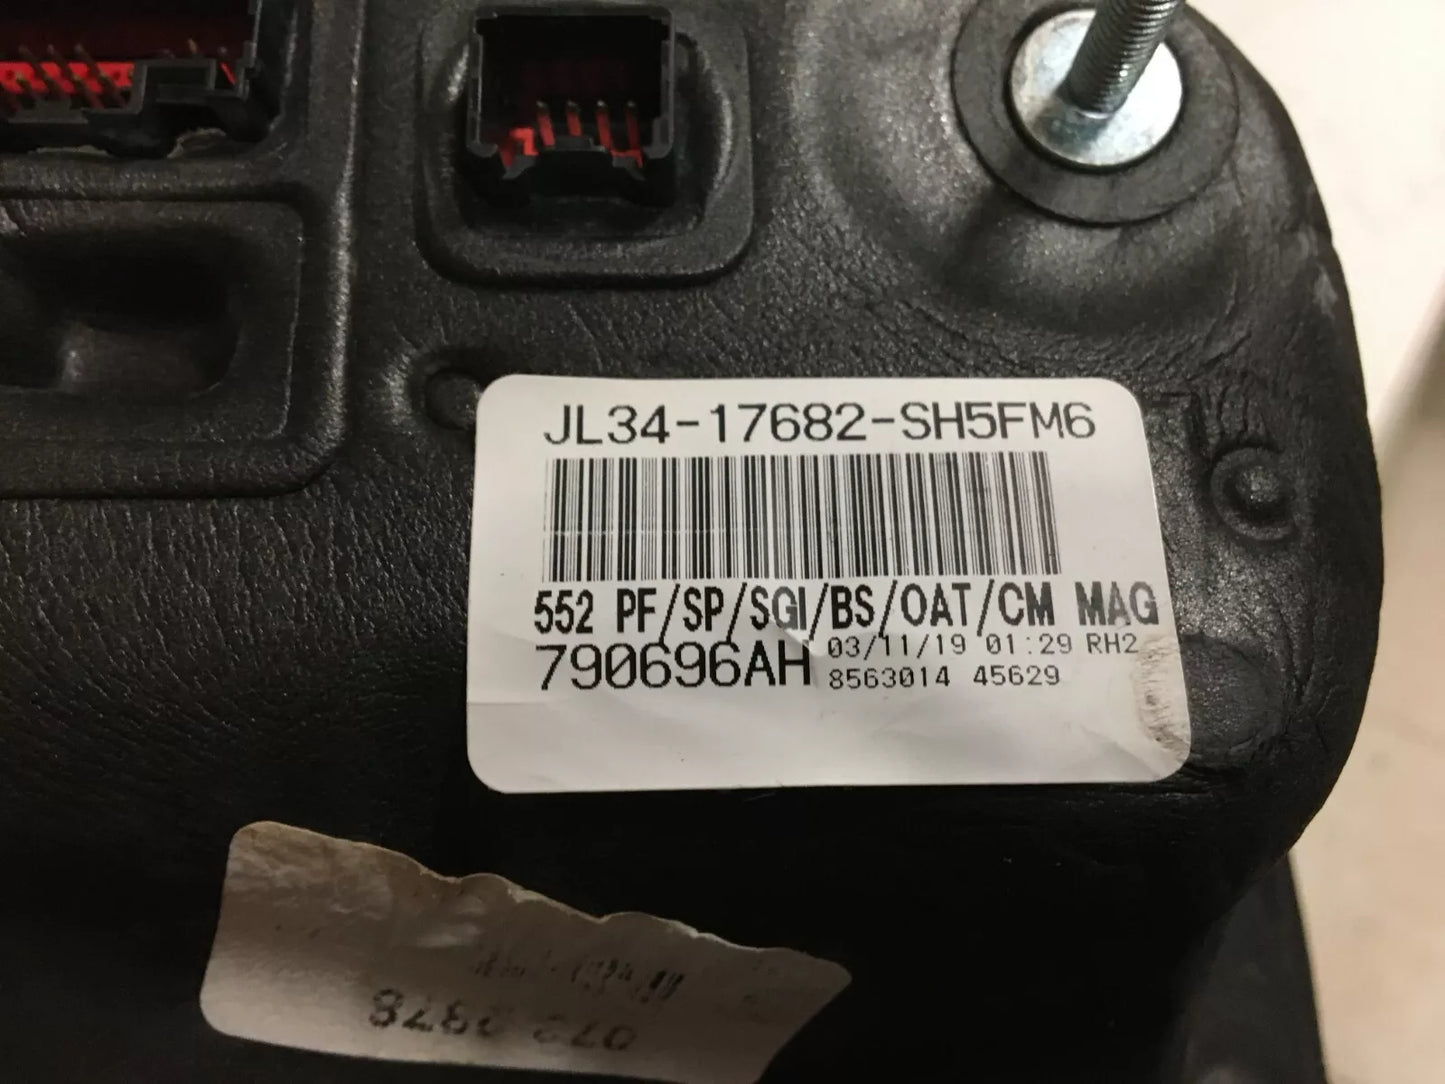 JL34-17682-SH5FM6
552 PF/SP/SGI/BS/OAT/CM MAG
790696AH 03/11/19 01:29 RH2
8563014 45629